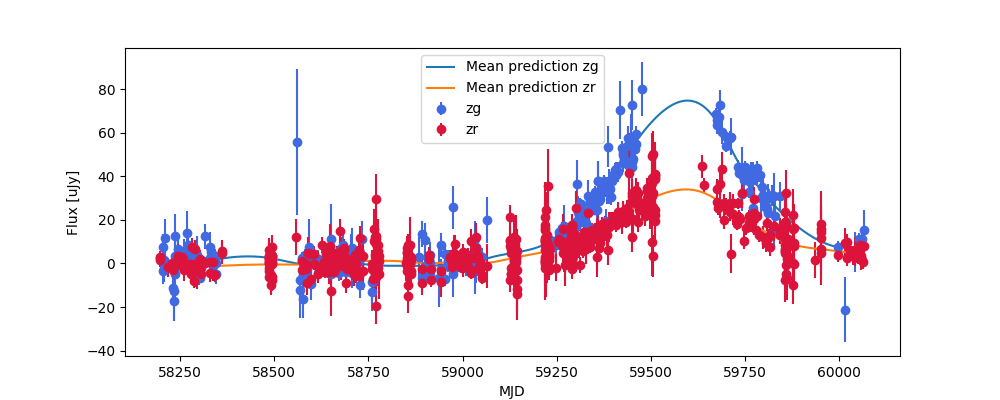 Mean prediction zg
Mean prediction zr
zg
zr
Flux [uJy]
80
60
40
20
0
−20
−40
58250
58500
58750
59000
59250
59500
59750
60000
MJD